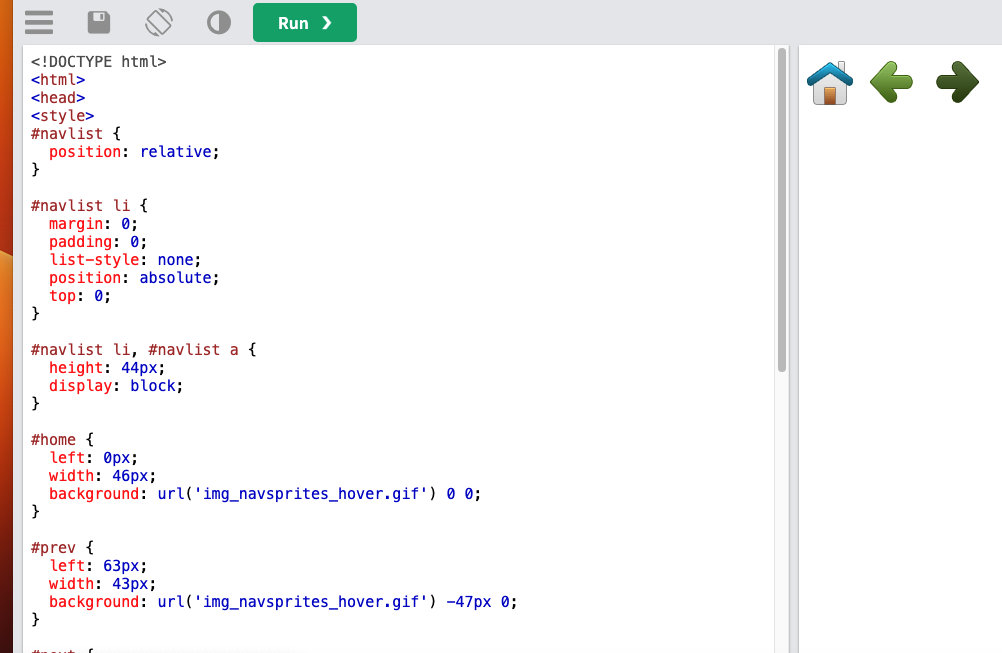 Run ❯
<!DOCTYPE html>
<html>
<head>
<style>
#navlist {
  position: relative;
}

#navlist li {
  margin: 0;
  padding: 0;
  list-style: none;
  position: absolute;
  top: 0;
}

#navlist li, #navlist a {
  height: 44px;
  display: block;
}

#home {
  left: 0px;
  width: 46px;
  background: url('img_navsprites_hover.gif') 0 0;
}

#prev {
  left: 63px;
  width: 43px;
  background: url('img_navsprites_hover.gif') -47px 0;
}